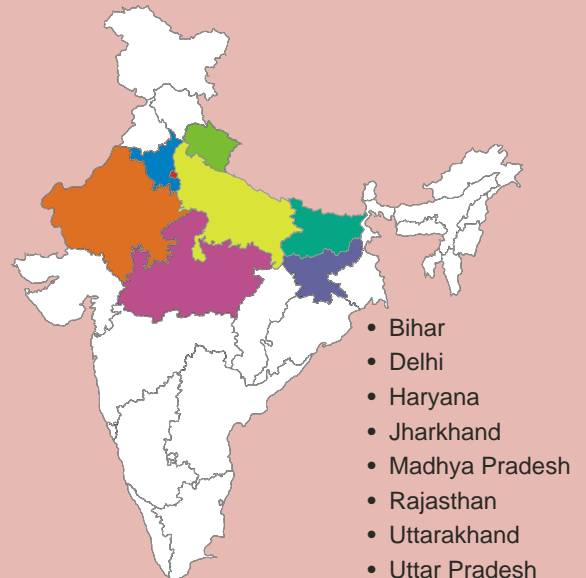 • Bihar
• Delhi
• Haryana
• Jharkhand
• Madhya Pradesh
• Rajasthan
• Uttarakhand
• Uttar Pradesh